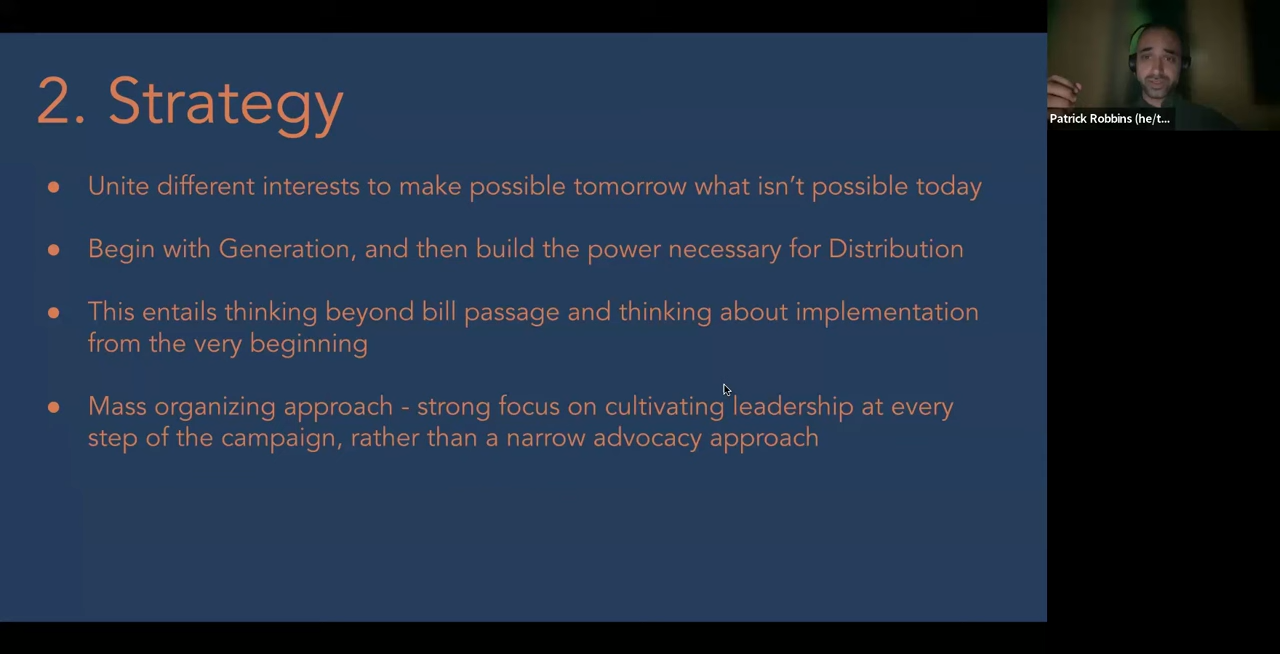 2. Strategy
● Unite different interests to make possible tomorrow what isn't possible today
● Begin with Generation, and then build the power necessary for Distribution
● This entails thinking beyond bill passage and thinking about implementation
from the very beginning
● Mass organizing approach - strong focus on cultivating leadership at every
step of the campaign, rather than a narrow advocacy approach
Patrick Robbins (he/t...